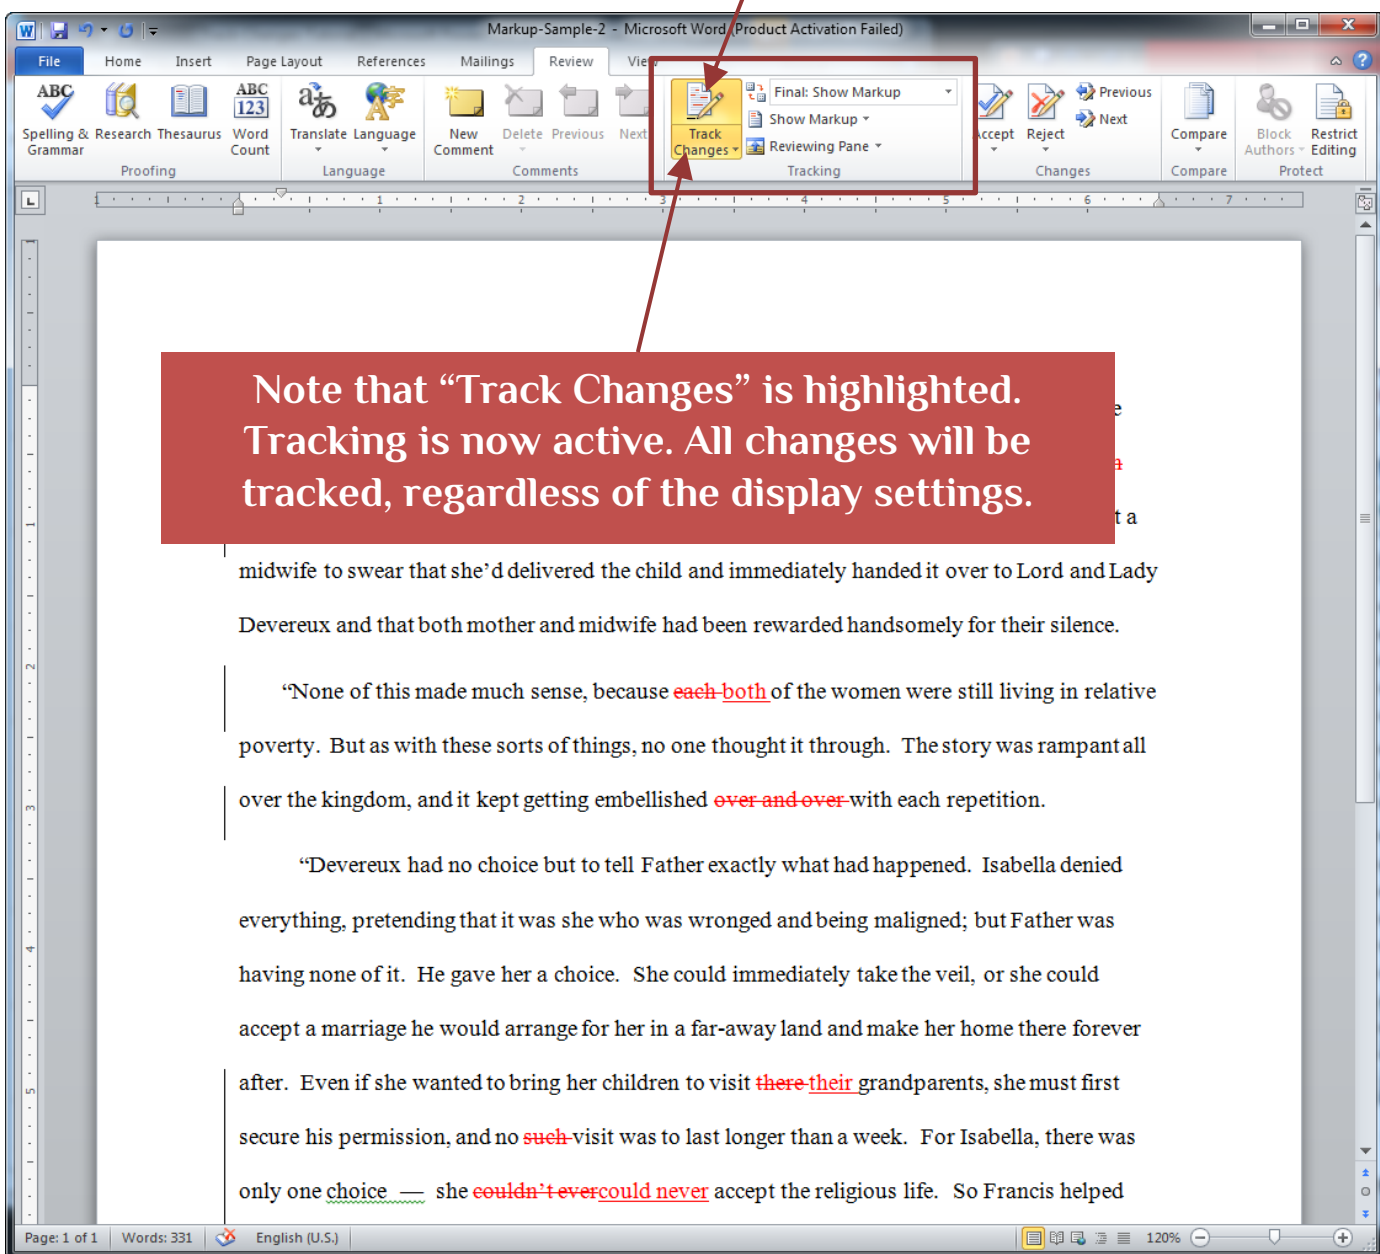 Markup-Sample-2 - Microsoft Word (Product Activation Failed)
File Home Insert Page Layout References Mailings Review View
ABC ABC 123 Final: Show Markup Previous
Show Markup Next
Spelling & Grammar Research Thesaurus Word Count Translate Language New Comment Delete Previous Next Track Changes Reviewing Pane Accept Reject Compare Block Authors Restrict Editing
Proofing Language Comments Tracking Changes Compare Protect
1 1 2 3 4 5 6 7
Note that “Track Changes” is highlighted.
Tracking is now active. All changes will be
tracked, regardless of the display settings.
t a
midwife to swear that she’d delivered the child and immediately handed it over to Lord and Lady
Devereux and that both mother and midwife had been rewarded handsomely for their silence.
“None of this made much sense, because each both of the women were still living in relative
poverty. But as with these sorts of things, no one thought it through. The story was rampant all
over the kingdom, and it kept getting embellished over and over with each repetition.
“Devereux had no choice but to tell Father exactly what had happened. Isabella denied
everything, pretending that it was she who was wronged and being maligned; but Father was
having none of it. He gave her a choice. She could immediately take the veil, or she could
accept a marriage he would arrange for her in a far-away land and make her home there forever
after. Even if she wanted to bring her children to visit there their grandparents, she must first
secure his permission, and no such visit was to last longer than a week. For Isabella, there was
only one choice — she couldn’t ever could never accept the religious life. So Francis helped
Page: 1 of 1 Words: 331 English (U.S.) 120%